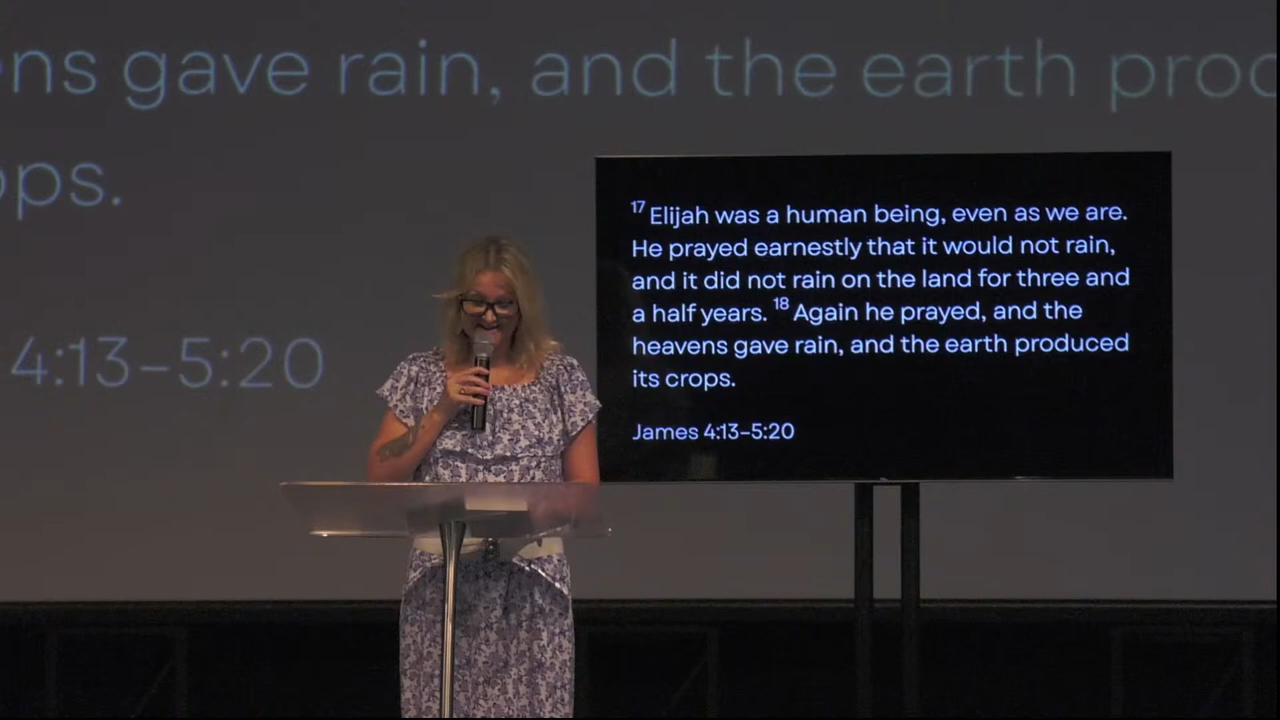 ens gave rain, and the earth proc
ops.
4:13–5:20
17 Elijah was a human being, even as we are.
He prayed earnestly that it would not rain,
and it did not rain on the land for three and
a half years. 18 Again he prayed, and the
heavens gave rain, and the earth produced
its crops.
James 4:13–5:20